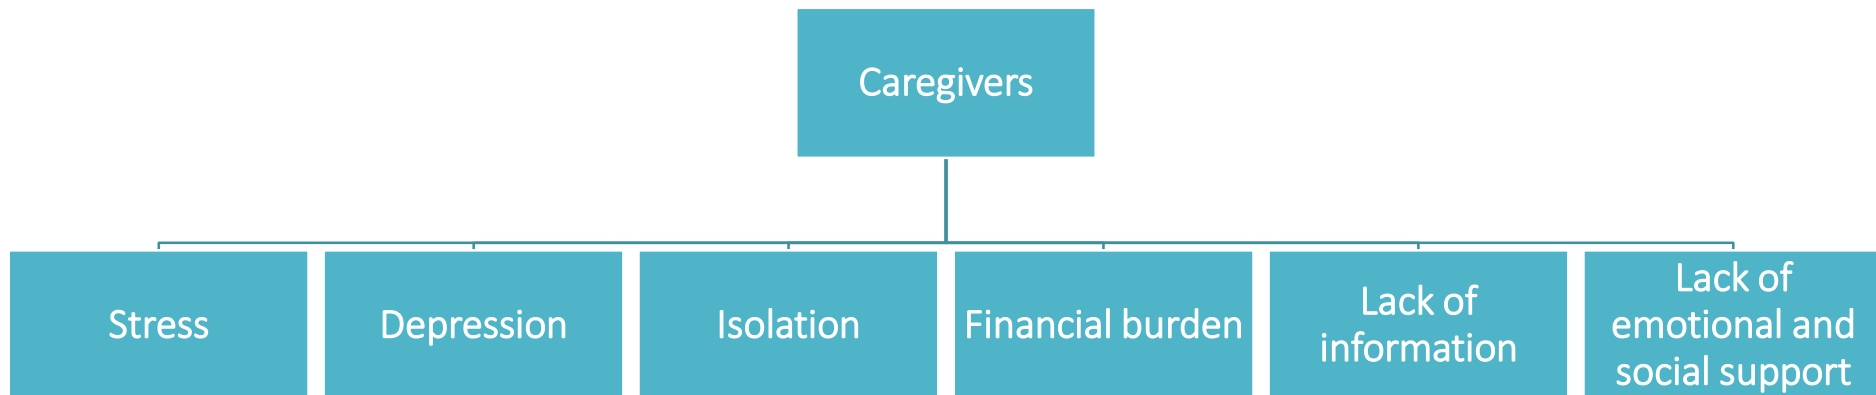 Caregivers
Stress
Depression
Isolation
Financial burden
Lack of
information
Lack of
emotional and
social support